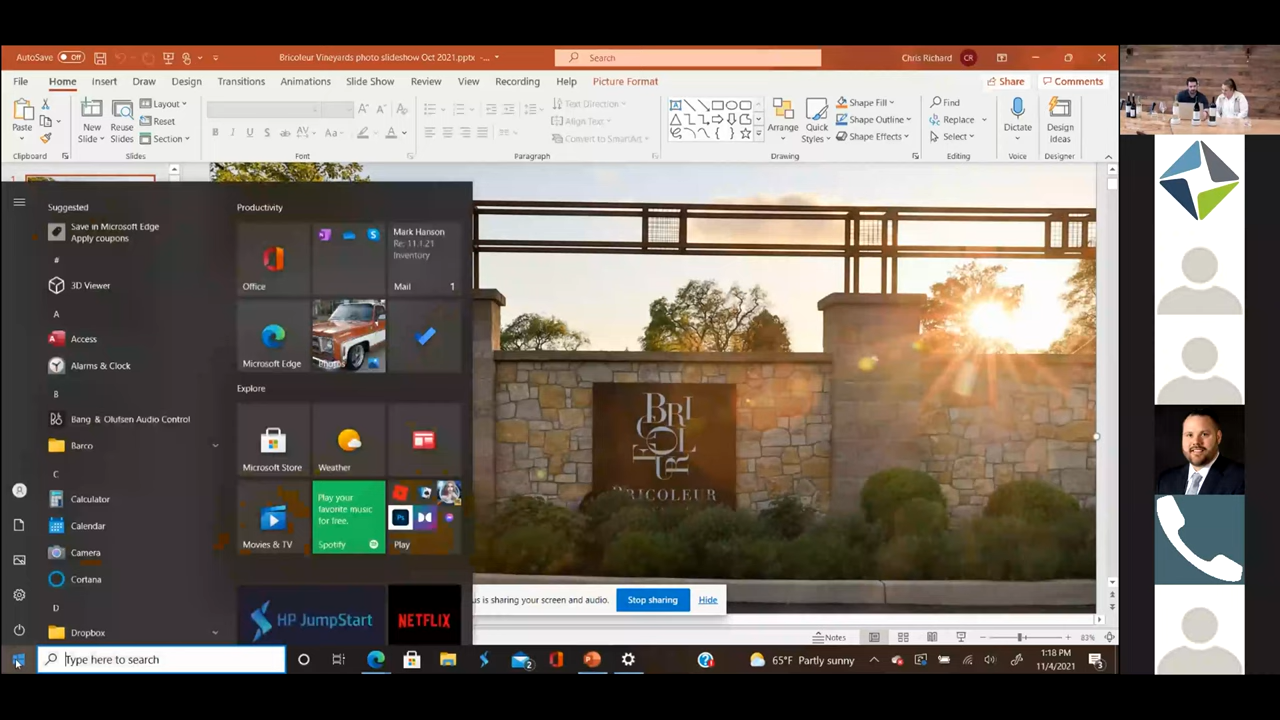 AutoSave Off
Bricoleur Vineyards photo slideshow Oct 2021.pptx -...
Search
Chris Richard CR
File Home Insert Draw Design Transitions Animations Slide Show Review View Recording Help Picture Format
Share Comments
Paste
New Slide
Reuse Slides
Layout
Reset
Section
Text Direction
Align Text
Convert to SmartArt
Arrange
Quick Styles
Shape Fill
Shape Outline
Shape Effects
Find
Replace
Select
Dictate
Design Ideas
Clipboard Slides Font Paragraph Drawing Editing Voice Designer
1
Suggested
Save in Microsoft Edge
Apply coupons
#
3D Viewer
A
Access
Alarms & Clock
B
Bang & Olufsen Audio Control
Barco
C
Calculator
Calendar
Camera
Cortana
D
Dropbox
Productivity
Office
Mark Hanson
Re: 11.1.21
Inventory
Mail 1
Microsoft Edge
Photos
Explore
Microsoft Store
Weather
Movies & TV
Play your
favorite music
for free.
Spotify
Play
HP JumpStart
NETFLIX
BRICOLEUR
BRICOLEUR
us is sharing your screen and audio. Stop sharing Hide
Notes 83%
Type here to search
65°F Partly sunny
1:18 PM
11/4/2021